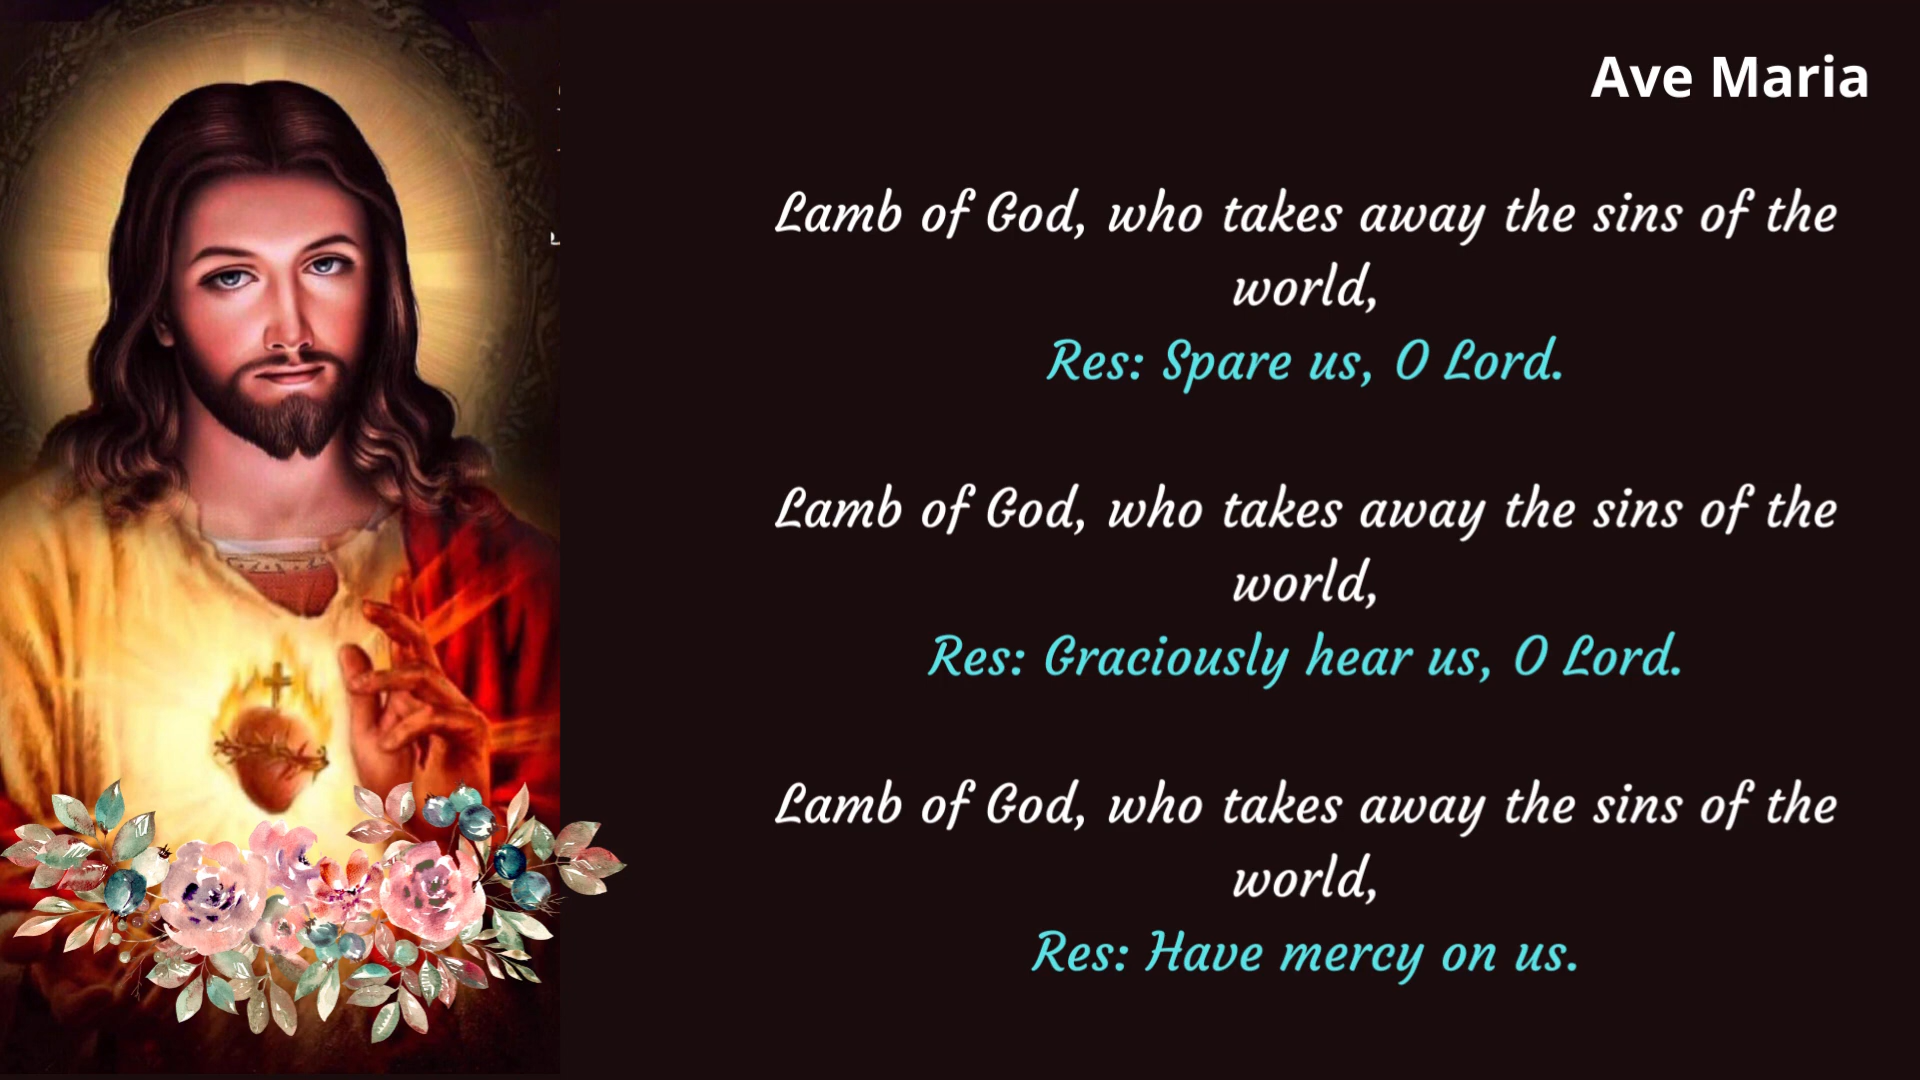 Ave Maria
Lamb of God, who takes away the sins of the
world,
Res: Spare us, O Lord.
Lamb of God, who takes away the sins of the
world,
Res: Graciously hear us, O Lord.
Lamb of God, who takes away the sins of the
world,
Res: Have mercy on us.